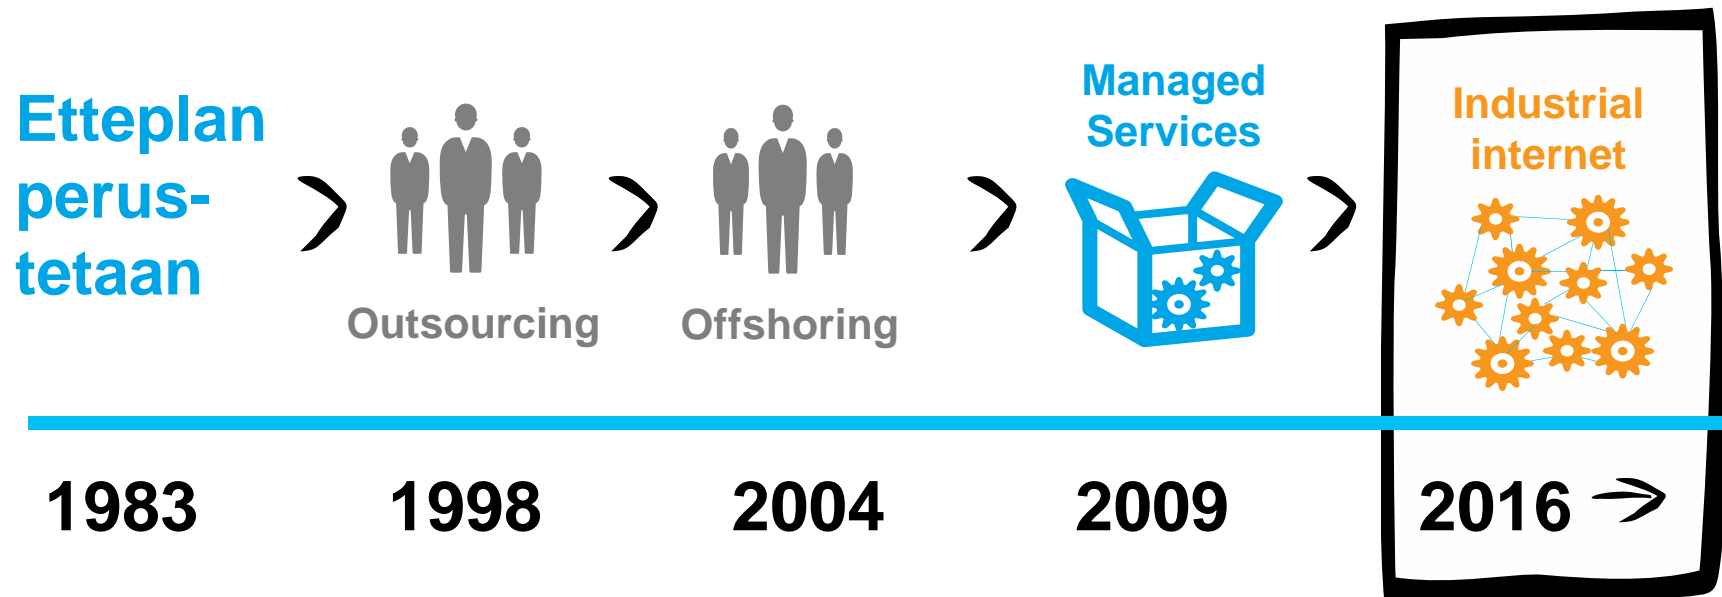 Etteplan
perus-
tetaan
Outsourcing
Offshoring
Managed
Services
Industrial
internet
1983
1998
2004
2009
2016